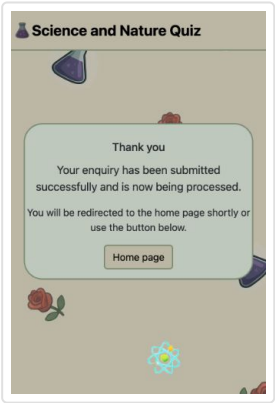 Science and Nature Quiz
Thank you
Your enquiry has been submitted
successfully and is now being processed.
You will be redirected to the home page shortly or
use the button below.
Home page